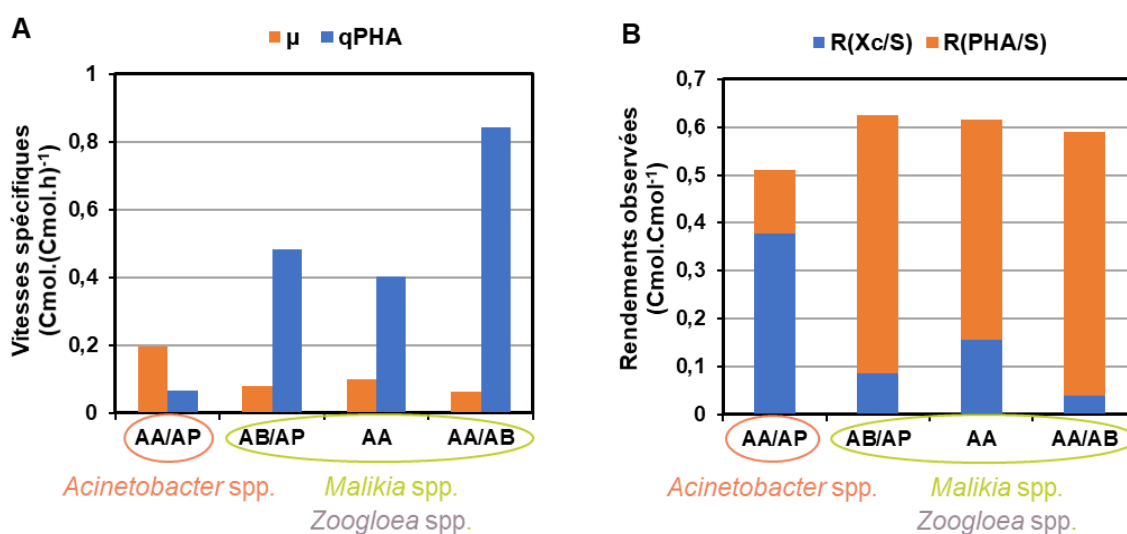 A
μ qPHA
Vitesses spécifiques
(Cmol.(Cmol.h)⁻¹
1
0,8
0,6
0,4
0,2
0
AA/AP AB/AP AA AA/AB
Acinetobacter spp. Malikia spp.
Zoogloea spp.
B
R(Xc/S) R(PHA/S)
Rendements observées
(Cmol.Cmol⁻¹)
0,7
0,6
0,5
0,4
0,3
0,2
0,1
0
AA/AP AB/AP AA AA/AB
Acinetobacter spp. Malikia spp.
Zoogloea spp.